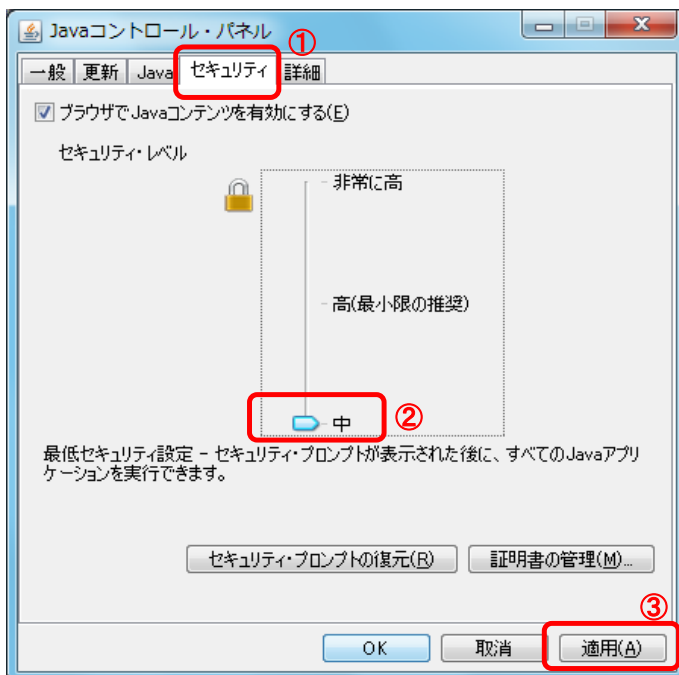 Javaコントロール・パネル
①
一般 更新 Java セキュリティ 詳細
ブラウザでJavaコンテンツを有効にする(E)
セキュリティ・レベル
非常に高
高(最小限の推奨)
中 ②
最低セキュリティ設定 - セキュリティ・プロンプトが表示された後に、すべてのJavaアプリ
ケーションを実行できます。
セキュリティ・プロンプトの復元(R) 証明書の管理(M)...
③
OK 取消 適用(A)